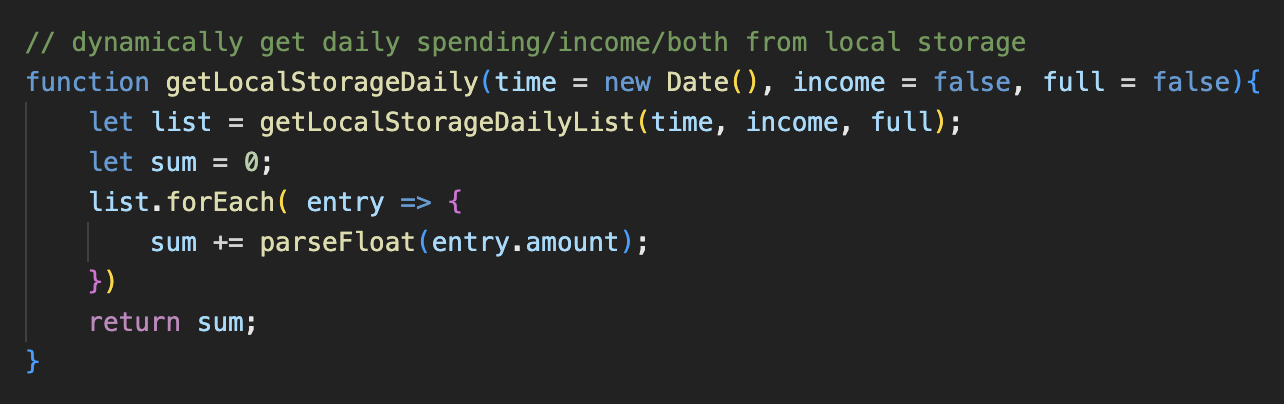 // dynamically get daily spending/income/both from local storage
function getLocalStorageDaily(time = new Date(), income = false, full = false){
    let list = getLocalStorageDailyList(time, income, full);
    let sum = 0;
    list.forEach( entry => {
        sum += parseFloat(entry.amount);
    })
    return sum;
}